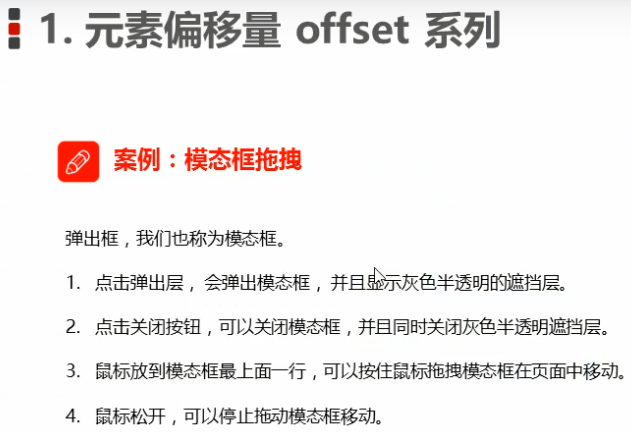 1. 元素偏移量 offset 系列
案例：模态框拖拽
弹出框，我们也称为模态框。
1. 点击弹出层， 会弹出模态框， 并且显示灰色半透明的遮挡层。
2. 点击关闭按钮，可以关闭模态框，并且同时关闭灰色半透明遮挡层。
3. 鼠标放到模态框最上面一行，可以按住鼠标拖拽模态框在页面中移动。
4. 鼠标松开，可以停止拖动模态框移动。